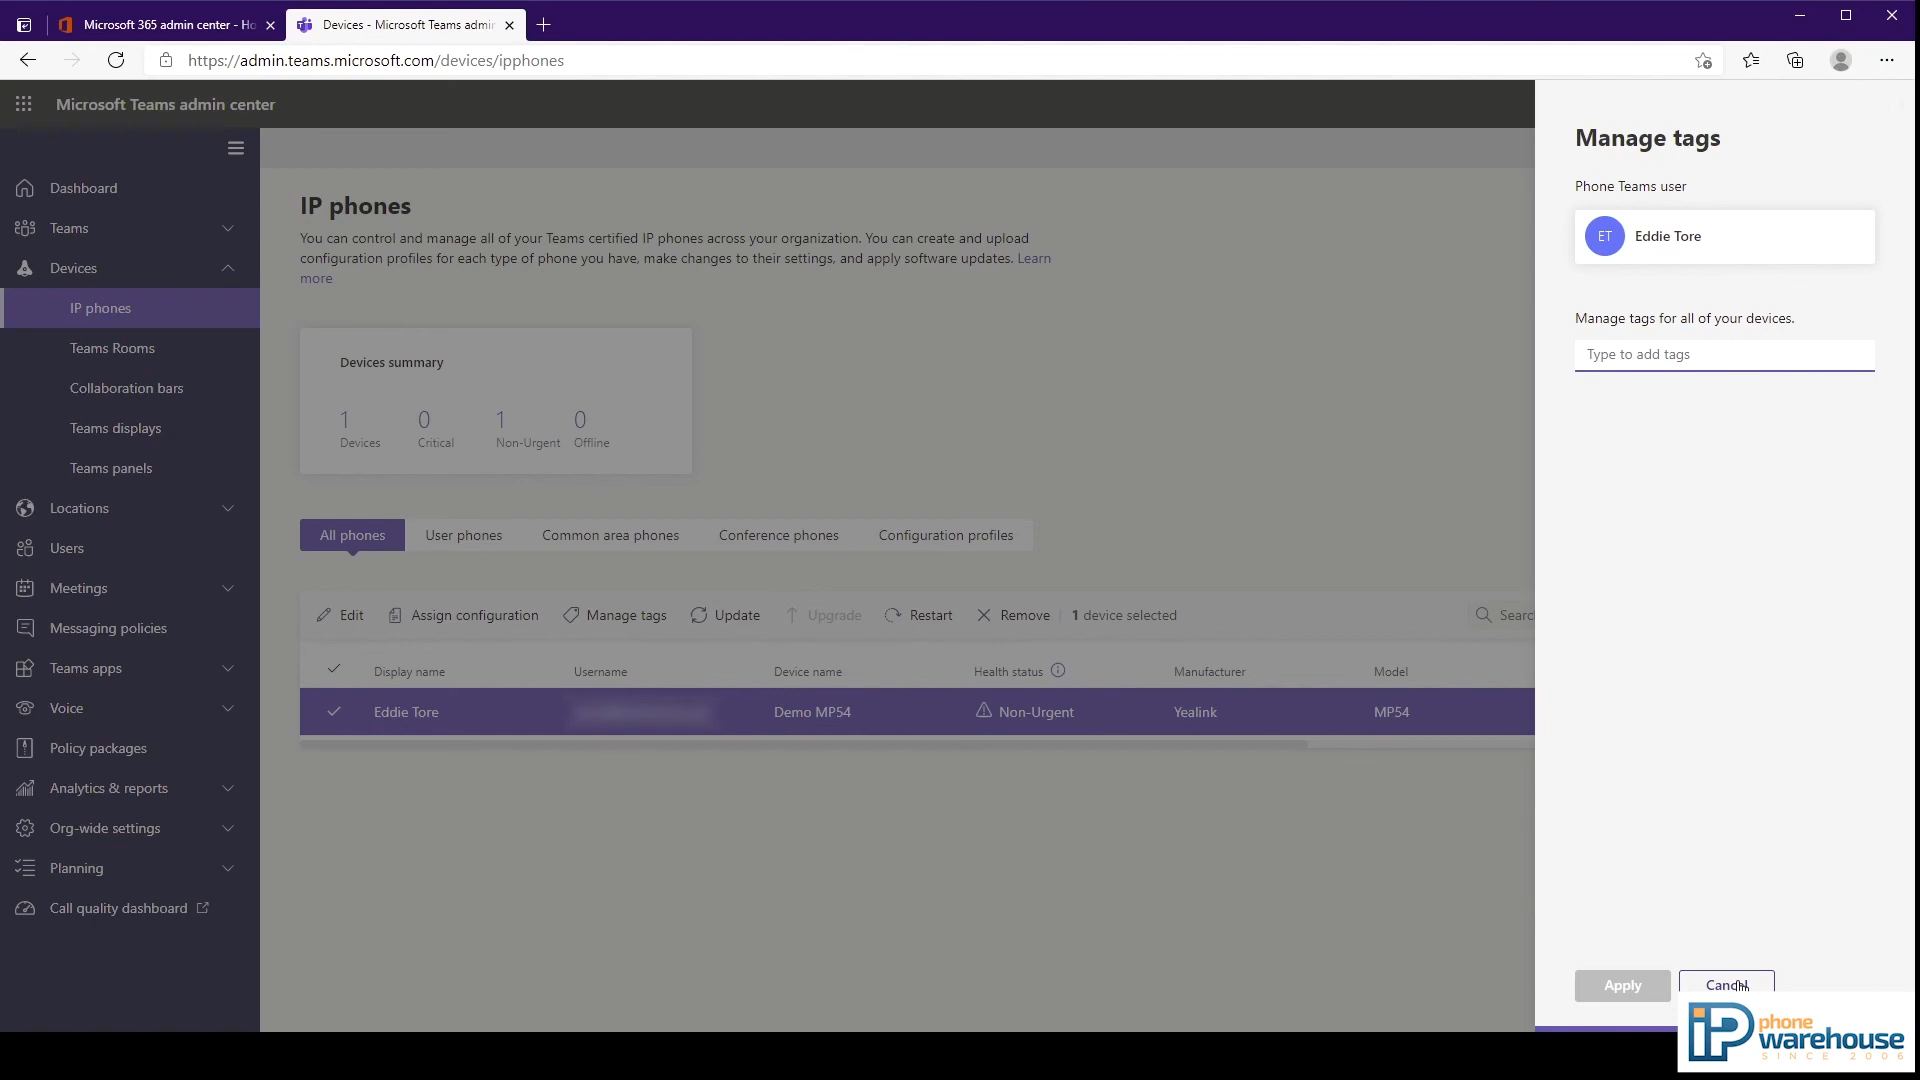 Microsoft 365 admin center - Ho
Devices - Microsoft Teams admin
https://admin.teams.microsoft.com/devices/ipphones
Microsoft Teams admin center
Dashboard
Teams
Devices
IP phones
Teams Rooms
Collaboration bars
Teams displays
Teams panels
Locations
Users
Meetings
Messaging policies
Teams apps
Voice
Policy packages
Analytics & reports
Org-wide settings
Planning
Call quality dashboard
IP phones
You can control and manage all of your Teams certified IP phones across your organization. You can create and upload
configuration profiles for each type of phone you have, make changes to their settings, and apply software updates. Learn
more
Devices summary
1 0 1 0
Devices Critical Non-Urgent Offline
All phones User phones Common area phones Conference phones Configuration profiles
Edit Assign configuration Manage tags Update Upgrade Restart Remove 1 device selected Searc
Display name Username Device name Health status Manufacturer Model
Eddie Tore Demo MP54 Non-Urgent Yealink MP54
Manage tags
Phone Teams user
ET Eddie Tore
Manage tags for all of your devices.
Type to add tags
Apply Cancel
iP phone
warehouse
SINCE 2006